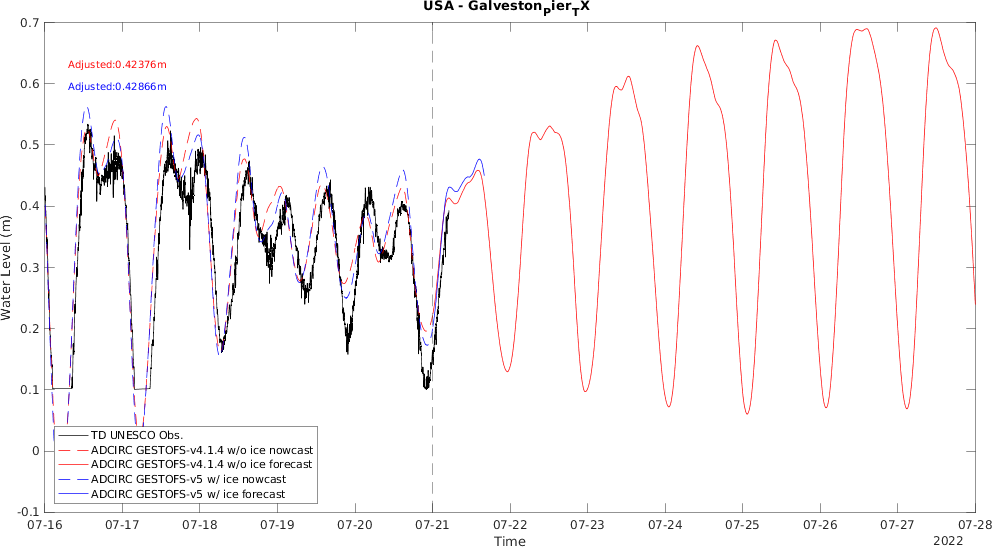 USA - Galveston_Pier_TX
0.7
0.6
0.5
0.4
0.3
0.2
0.1
0
-0.1
Water Level (m)
Adjusted:0.42376m
Adjusted:0.42866m
TD UNESCO Obs.
ADCIRC GESTOFS-v4.1.4 w/o ice nowcast
ADCIRC GESTOFS-v4.1.4 w/o ice forecast
ADCIRC GESTOFS-v5 w/ ice nowcast
ADCIRC GESTOFS-v5 w/ ice forecast
07-16 07-17 07-18 07-19 07-20 07-21 07-22 07-23 07-24 07-25 07-26 07-27 07-28
Time
2022